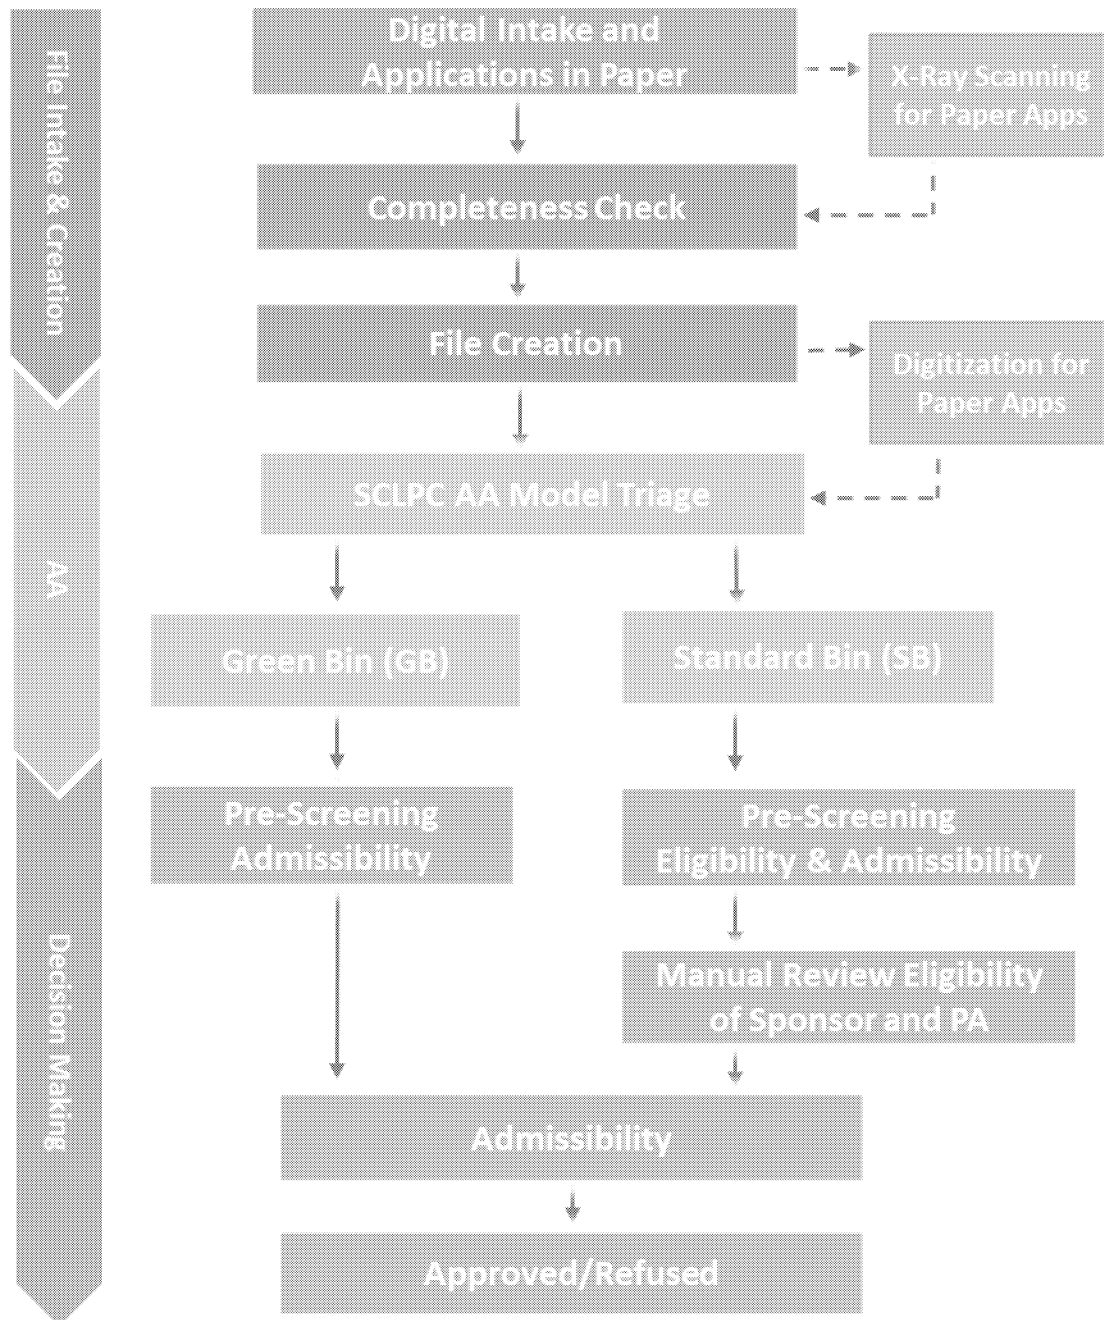 File Intake & Creation
Digital Intake and
Applications in Paper
X-Ray Scanning
for Paper Apps
Completeness Check
File Creation
Digitization for
Paper Apps
AA
SCLPC AA Model Triage
Green Bin (GB)
Standard Bin (SB)
Decision Making
Pre-Screening
Admissibility
Pre-Screening
Eligibility & Admissibility
Manual Review Eligibility
of Sponsor and PA
Admissibility
Approved/Refused